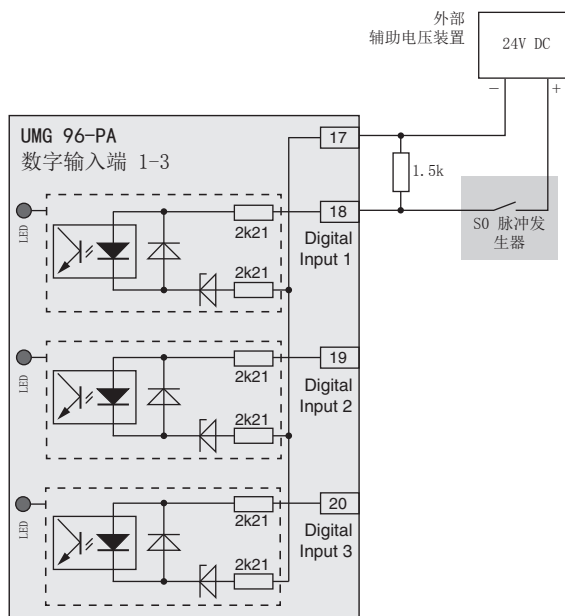 外部
辅助电压装置
24V DC
−
+
UMG 96-PA
数字输入端 1-3
17
1.5k
LED
2k21
18
Digital
Input 1
S0 脉冲发
生器
2k21
LED
2k21
19
Digital
Input 2
2k21
LED
2k21
20
Digital
Input 3
2k21